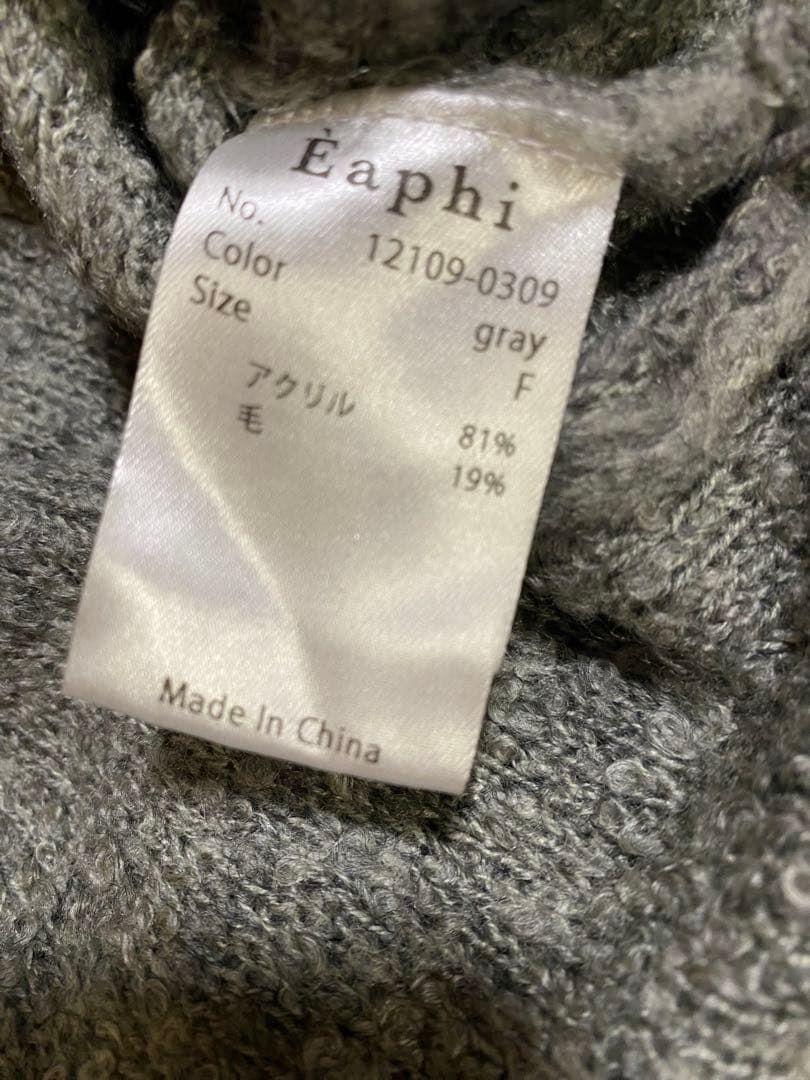 Èaphi
No. 12109-0309
Color gray
Size F
アクリル 81%
毛 19%
Made In China